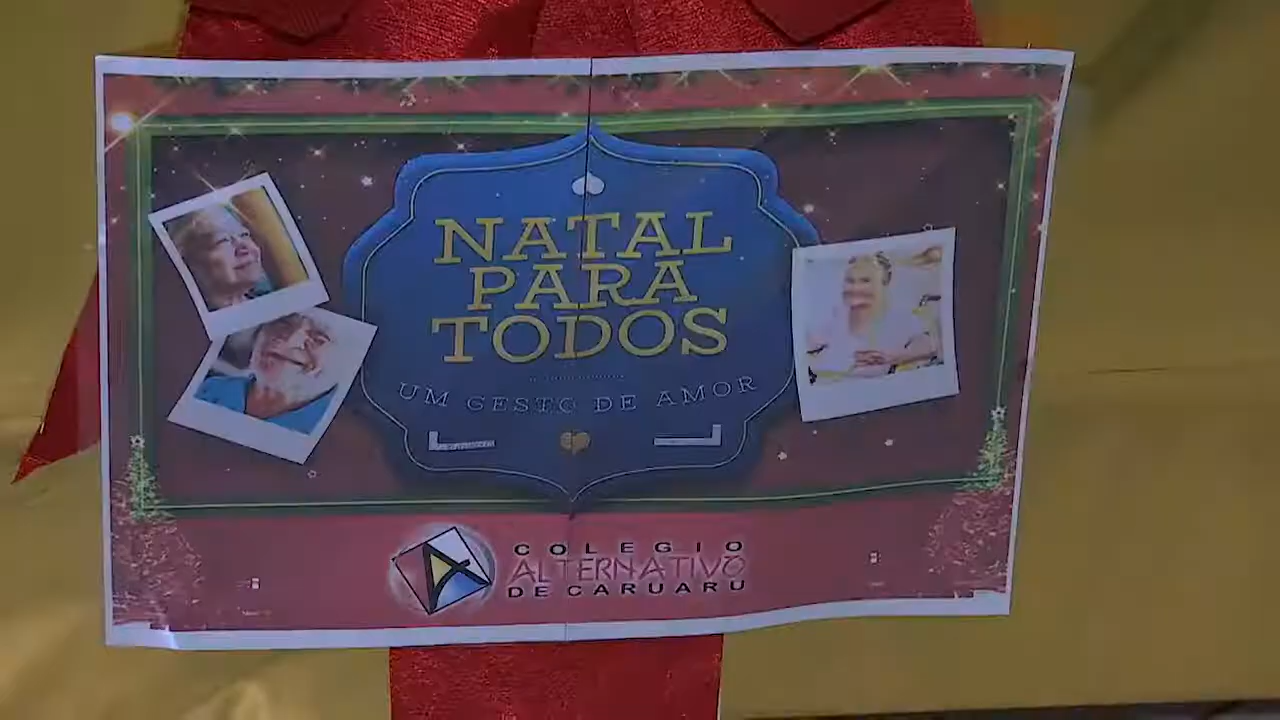 NATAL
PARA
TODOS
UM GESTO DE AMOR
COLEGIO
ALTERNATIVO
DE CARUARU